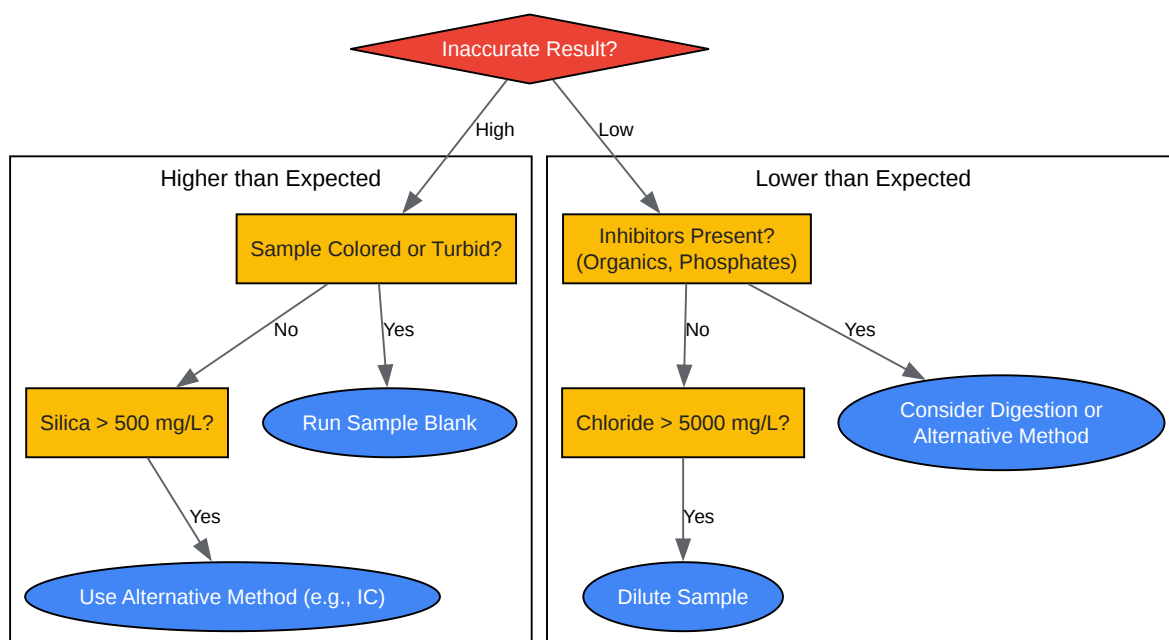 Inaccurate Result?
High
Low
Higher than Expected
Lower than Expected
Sample Colored or Turbid?
Inhibitors Present?
(Organics, Phosphates)
No
Yes
No
Yes
Silica > 500 mg/L?
Run Sample Blank
Chloride > 5000 mg/L?
Consider Digestion or
Alternative Method
Yes
Yes
Use Alternative Method (e.g., IC)
Dilute Sample